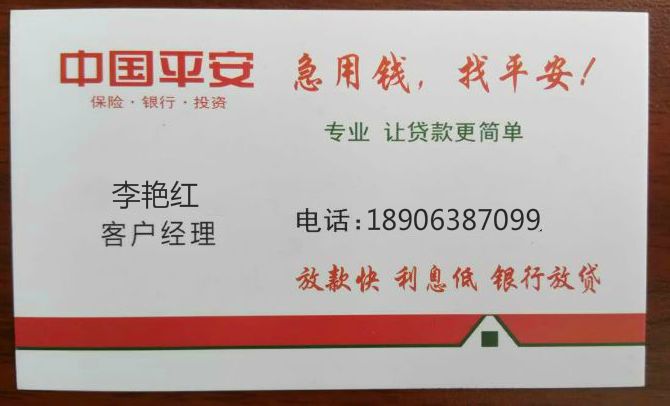 中国平安
保险·银行·投资
急用钱，找平安！
专业 让贷款更简单
李艳红
客户经理
电话：18906387099
放款快 利息低 银行放贷